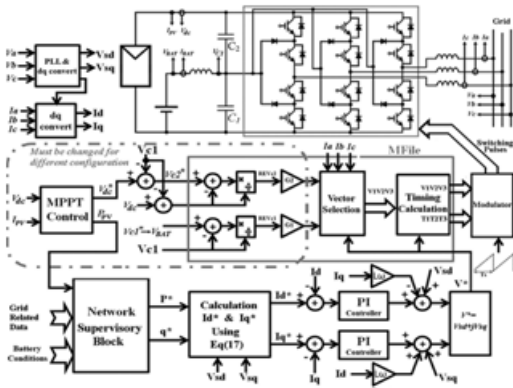 Grid
Ia Ib Ic
Va
Vb
Vc
PLL &
dq convert
Vsd
Vsq
IPV
Vdc
VBAT
IBAT
C2
C1
Ia
Ib
Ic
dq
convert
Id
Iq
Va
Vb
Vc
Must be changed for
different configuration
Vc1
Ia Ib Ic
MFile
Switching
Pulses
Vdc
IPV
MPPT
Control
Vc2*
Vdc
Vc1
Vector
Selection
V1V2V3
Timing
Calculation
V1V2V3
T1T2T3
Modulator
Grid
Related
Data
Battery
Conditions
Network
Supervisory
Block
P*
q*
Calculation
Id* & Iq*
Using
Eq(17)
Vsd
Vsq
Id*
Iq*
Id
Iq
PI
Controller
PI
Controller
Iq
Id
Vsd
Vsq
V*